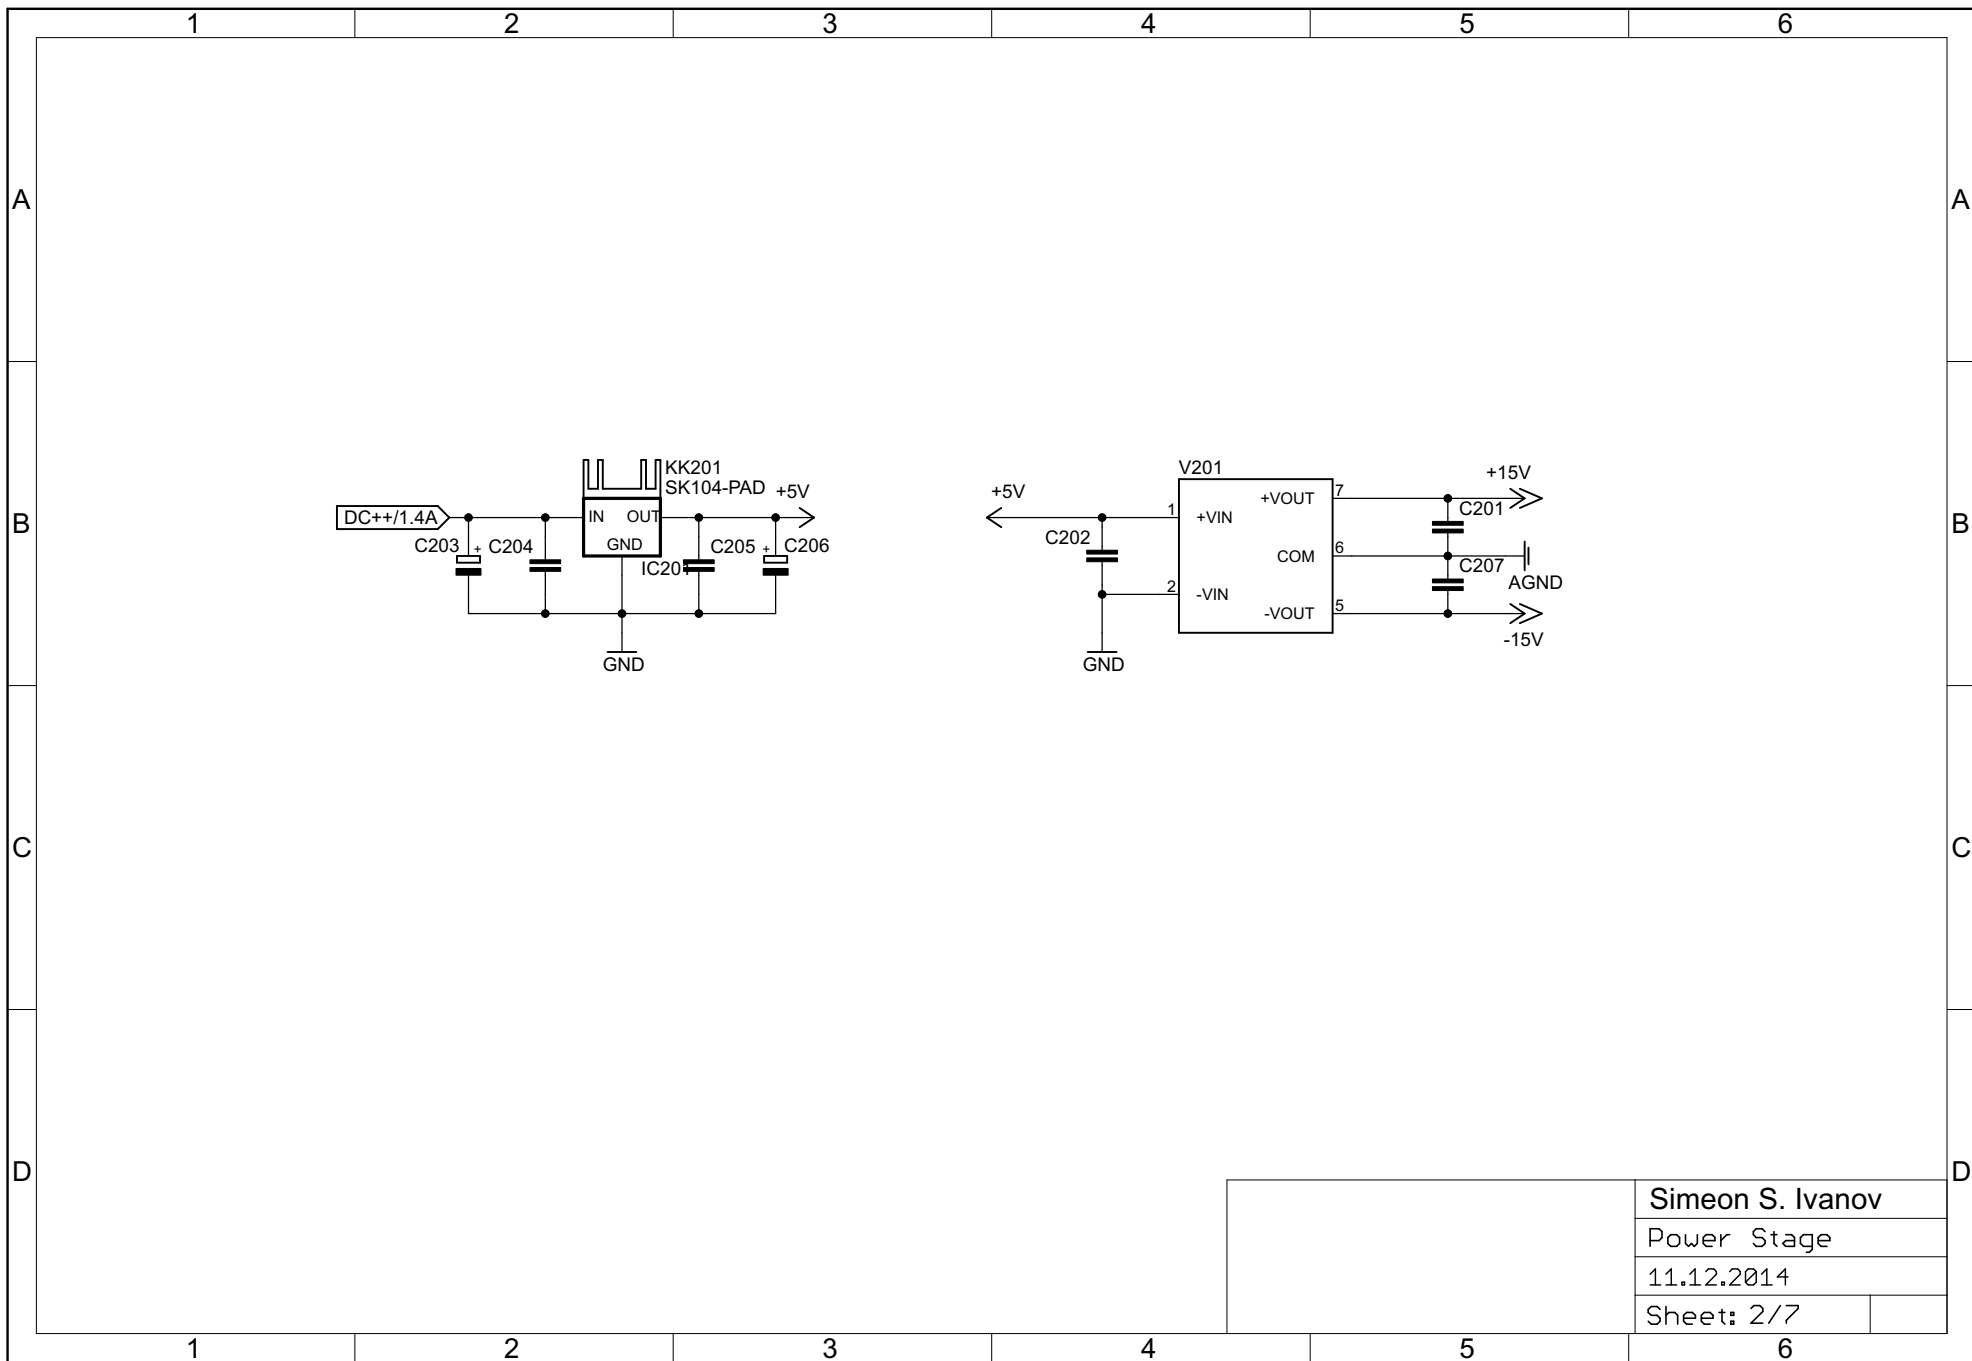 1 2 3 4 5 6
A A
KK201
SK104-PAD
+5V
DC++/1.4A
IN OUT
GND
C203 + C204
IC201
C205 + C206
GND
+5V
V201
+15V
1 +VIN
+VOUT 7
C201
C202
COM 6
C207
AGND
2 -VIN
-VOUT 5
-15V
GND
B B
C C
D D
Simeon S. Ivanov
Power Stage
11.12.2014
Sheet: 2/7
1 2 3 4 5 6